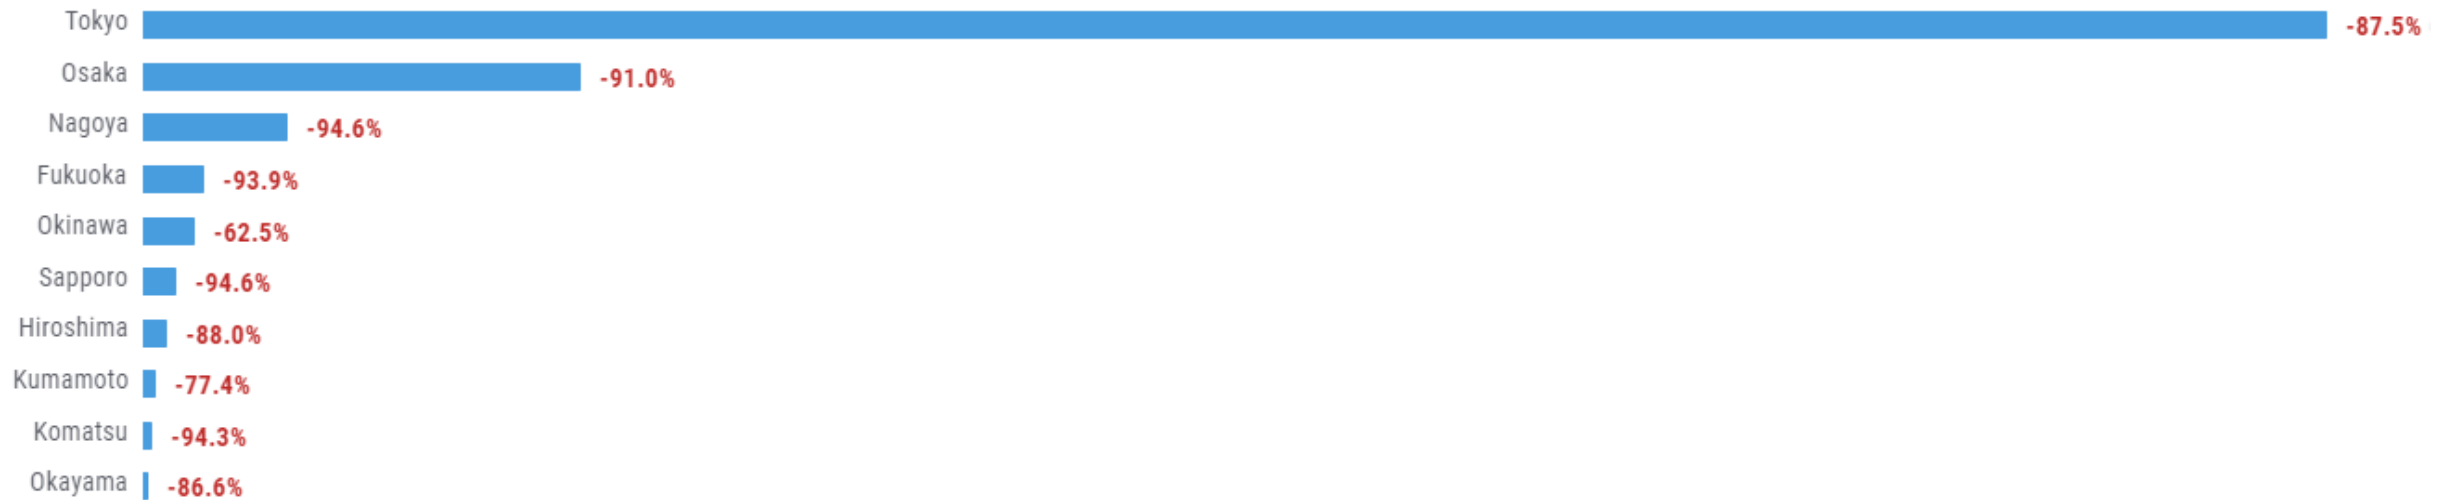 Tokyo -87.5%
Osaka -91.0%
Nagoya -94.6%
Fukuoka -93.9%
Okinawa -62.5%
Sapporo -94.6%
Hiroshima -88.0%
Kumamoto -77.4%
Komatsu -94.3%
Okayama -86.6%